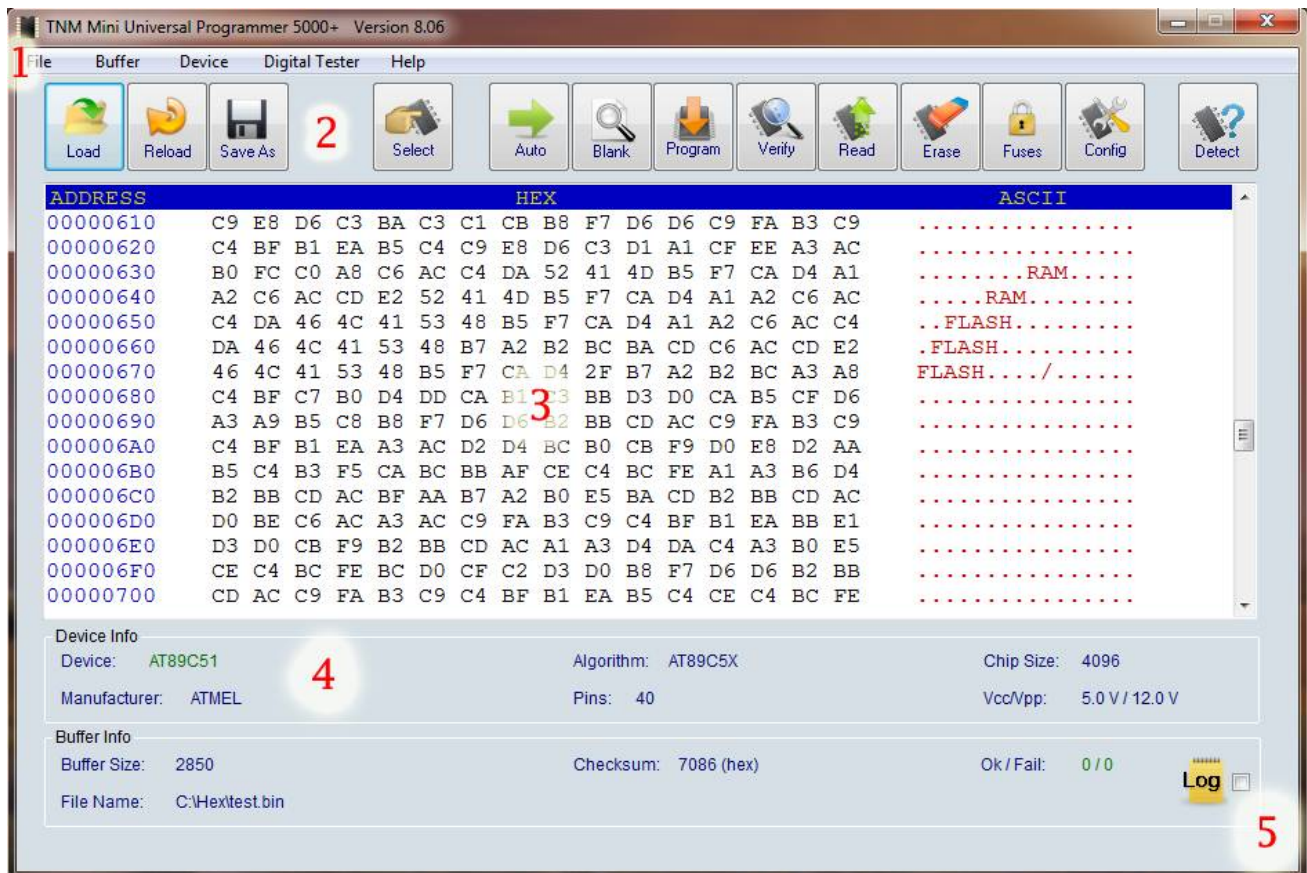 TNM Mini Universal Programmer 5000+ Version 8.06
1
File Buffer Device Digital Tester Help
Load Reload Save As 2 Select Auto Blank Program Verify Read Erase Fuses Config Detect
ADDRESS HEX ASCII
00000610 C9 E8 D6 C3 BA C3 C1 CB B8 F7 D6 D6 C9 FA B3 C9 ................
00000620 C4 BF B1 EA B5 C4 C9 E8 D6 C3 D1 A1 CF EE A3 AC ................
00000630 B0 FC C0 A8 C6 AC C4 DA 52 41 4D B5 F7 CA D4 A1 ........RAM.....
00000640 A2 C6 AC CD E2 52 41 4D B5 F7 CA D4 A1 A2 C6 AC .....RAM........
00000650 C4 DA 46 4C 41 53 48 B5 F7 CA D4 A1 A2 C6 AC C4 ..FLASH.........
00000660 DA 46 4C 41 53 48 B7 A2 B2 BC BA CD C6 AC CD E2 .FLASH..........
00000670 46 4C 41 53 48 B5 F7 CA D4 2F B7 A2 B2 BC A3 A8 FLASH..../......
00000680 C4 BF C7 B0 D4 DD CA B1 C3 BB D3 D0 CA B5 CF D6 ................
3
00000690 A3 A9 B5 C8 B8 F7 D6 D6 B2 BB CD AC C9 FA B3 C9 ................
000006A0 C4 BF B1 EA A3 AC D2 D4 BC B0 CB F9 D0 E8 D2 AA ................
000006B0 B5 C4 B3 F5 CA BC BB AF CE C4 BC FE A1 A3 B6 D4 ................
000006C0 B2 BB CD AC BF AA B7 A2 B0 E5 BA CD B2 BB CD AC ................
000006D0 D0 BE C6 AC A3 AC C9 FA B3 C9 C4 BF B1 EA BB E1 ................
000006E0 D3 D0 CB F9 B2 BB CD AC A1 A3 D4 DA C4 A3 B0 E5 ................
000006F0 CE C4 BC FE BC D0 CF C2 D3 D0 B8 F7 D6 D6 B2 BB ................
00000700 CD AC C9 FA B3 C9 C4 BF B1 EA B5 C4 CE C4 BC FE ................
Device Info
Device: AT89C51 Algorithm: AT89C5X Chip Size: 4096
4
Manufacturer: ATMEL Pins: 40 Vcc/Vpp: 5.0 V / 12.0 V
Buffer Info
Buffer Size: 2850 Checksum: 7086 (hex) Ok / Fail: 0 / 0
Log
File Name: C:\Hex\test.bin
5